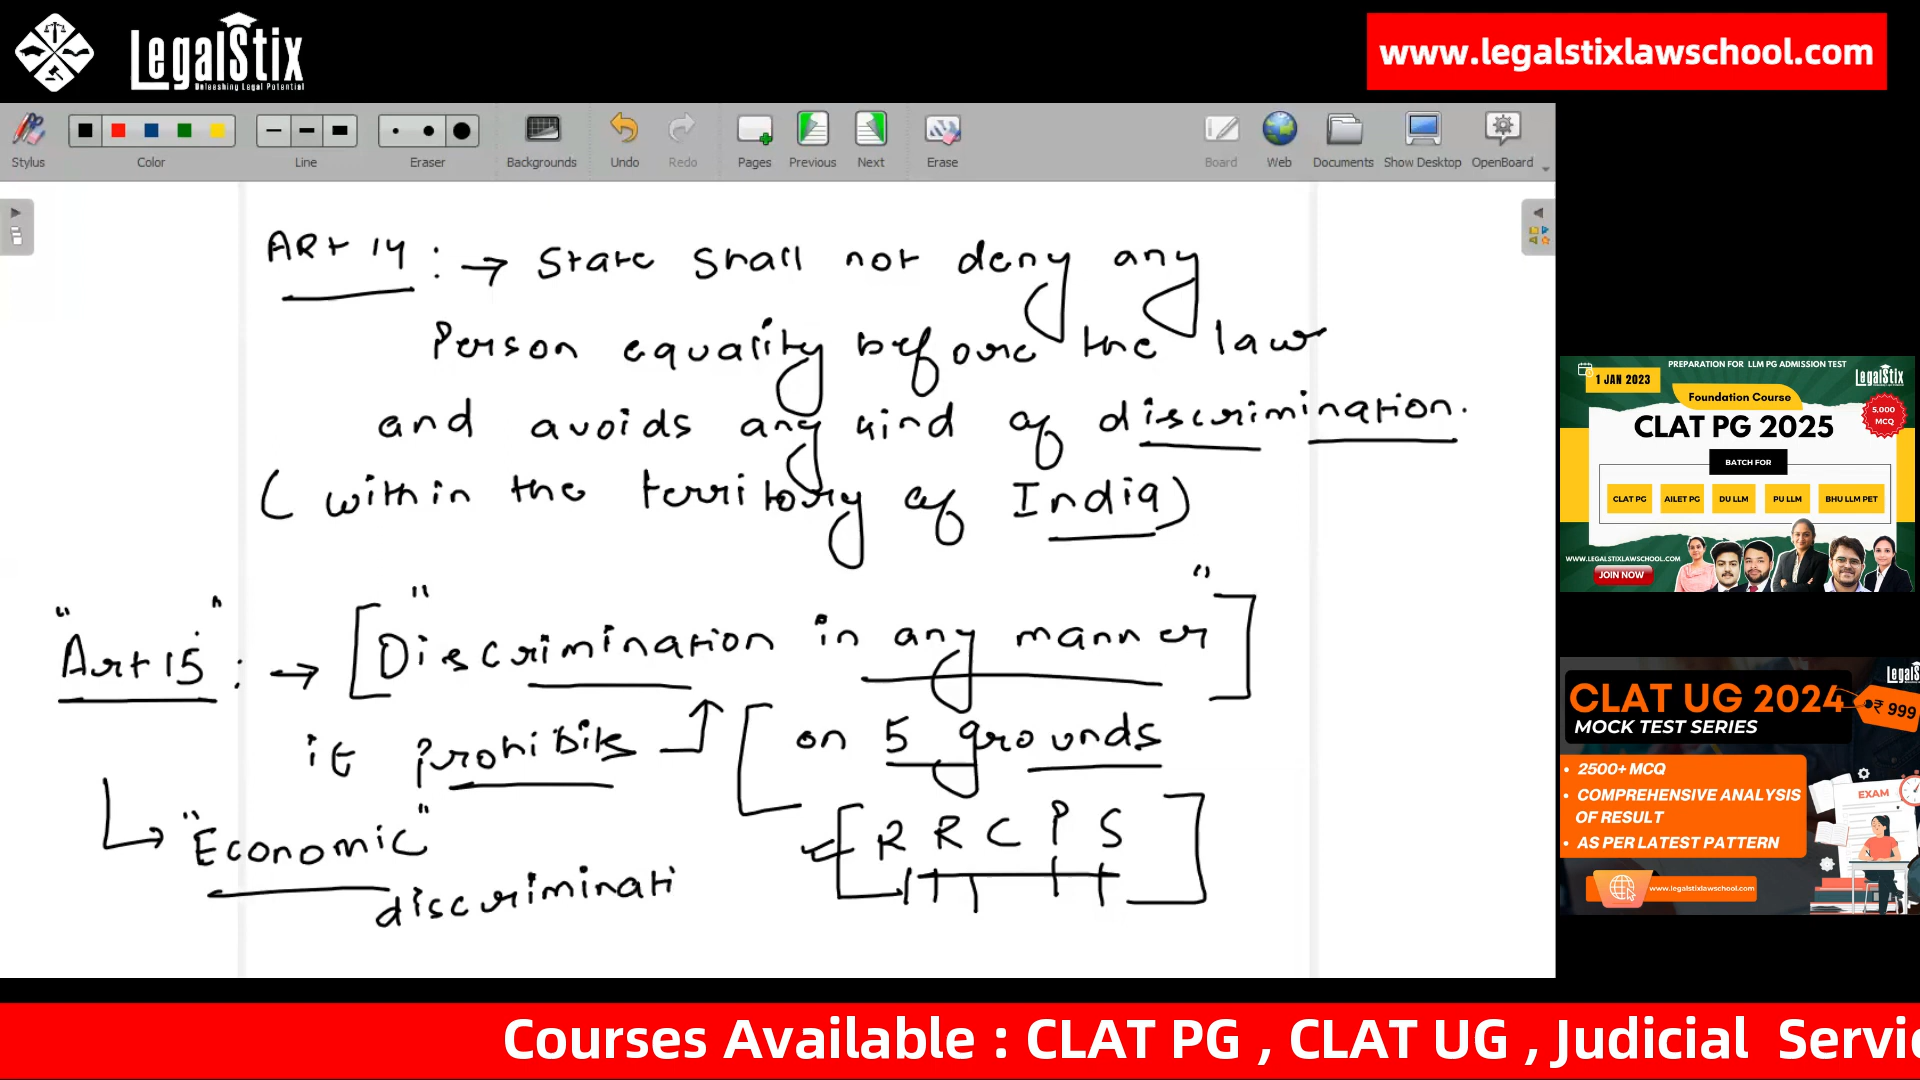 LegalStix
Unleashing Legal Potential
www.legalstixlawschool.com
Stylus
Color
Line
Eraser
Backgrounds
Undo
Redo
Pages
Previous
Next
Erase
Board
Web
Documents
Show Desktop
OpenBoard
ARt 14 : → State shall not deny any
Person equality before the law
and avoids any kind of discrimination.
( within the territory of India )
"Art 15" : → [ "Discrimination in any manner" ]
it prohibits
[ on 5 grounds
[ R R C P S ]
"Economic"
discriminati
PREPARATION FOR LLM PG ADMISSION TEST
1 JAN 2023
LegalStix
Foundation Course
CLAT PG 2025
5,000
MCQ
BATCH FOR
CLAT PG
AILET PG
DU LLM
PU LLM
BHU LLM PET
WWW.LEGALSTIXLAWSCHOOL.COM
JOIN NOW
LegalS
CLAT UG 2024
₹ 999
MOCK TEST SERIES
• 2500+ MCQ
• COMPREHENSIVE ANALYSIS
OF RESULT
• AS PER LATEST PATTERN
EXAM
www.legalstixlawschool.com
Courses Available : CLAT PG , CLAT UG , Judicial Servic